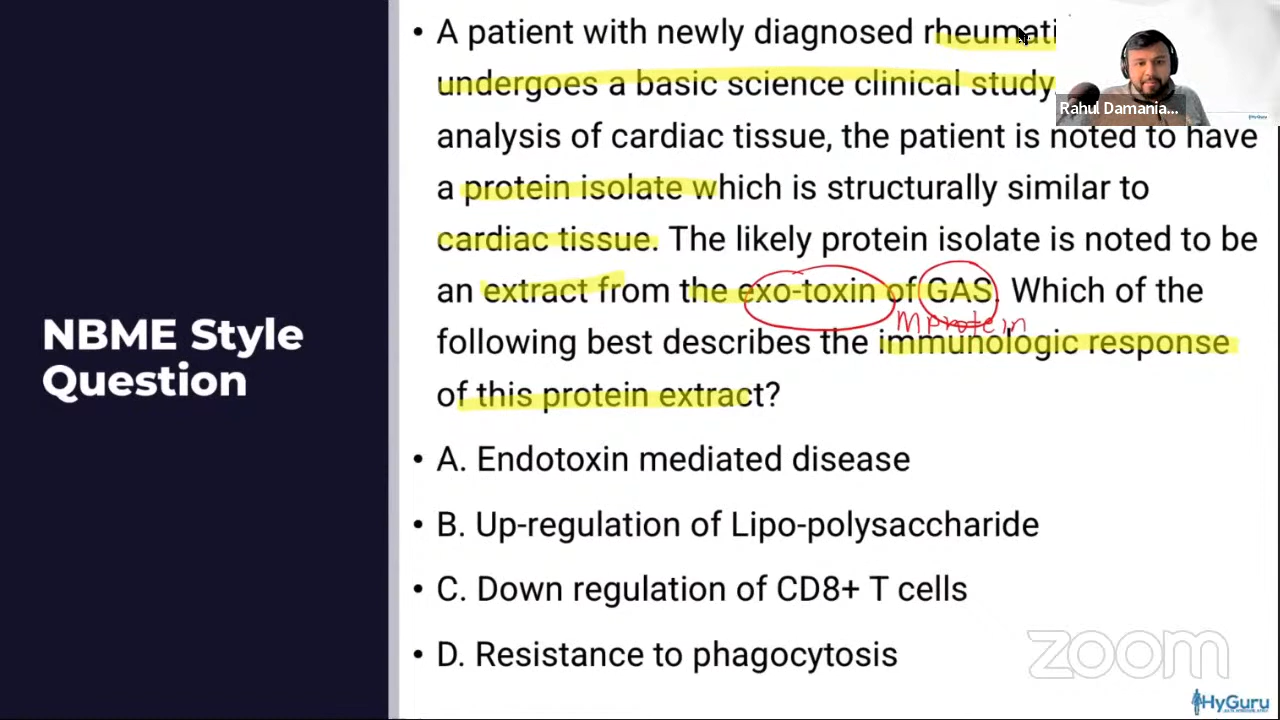 NBME Style
Question
• A patient with newly diagnosed rheumati
undergoes a basic science clinical study
analysis of cardiac tissue, the patient is noted to have
a protein isolate which is structurally similar to
cardiac tissue. The likely protein isolate is noted to be
an extract from the exo-toxin of GAS. Which of the
M protein
following best describes the immunologic response
of this protein extract?
• A. Endotoxin mediated disease
• B. Up-regulation of Lipo-polysaccharide
• C. Down regulation of CD8+ T cells
• D. Resistance to phagocytosis
Rahul Damania...
zoom
HyGuru